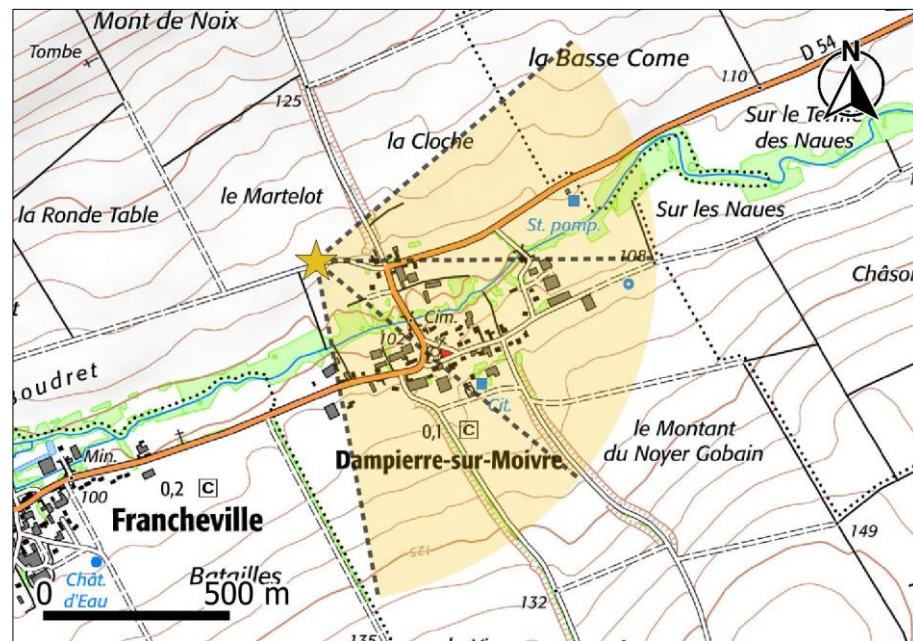 Mont de Noix
Tombe
125
la Basse Come
D 54
110
N
la Cloche
Sur le Terme
des Naues
le Martelot
la Ronde Table
St. pomp.
Sur les Naues
108
Châso
Cim.
102
Boudret
Cit.
0,1 C
le Montant
du Noyer Gobain
Dampierre-sur-Moivre
Min.
100
0,2 C
Francheville
149
125
Chât.
d'Eau
Batailles
0 500 m
132
135